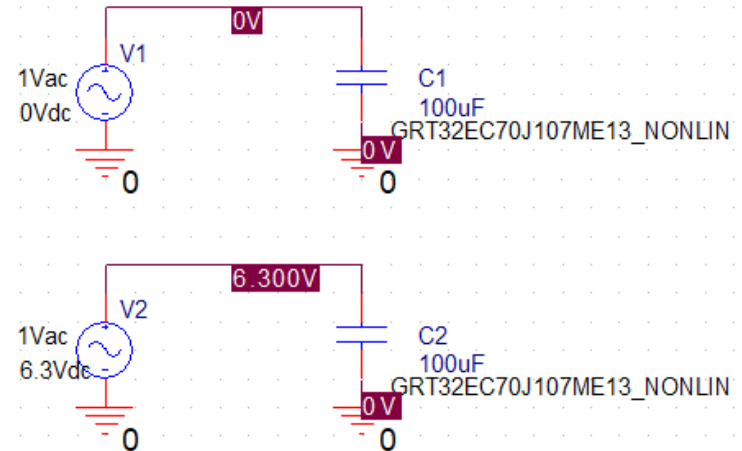 0V
V1
1Vac
0Vdc
C1
100uF
GRT32EC70J107ME13_NONLIN
0V
0
0
6.300V
V2
1Vac
6.3Vdc
C2
100uF
GRT32EC70J107ME13_NONLIN
0V
0
0